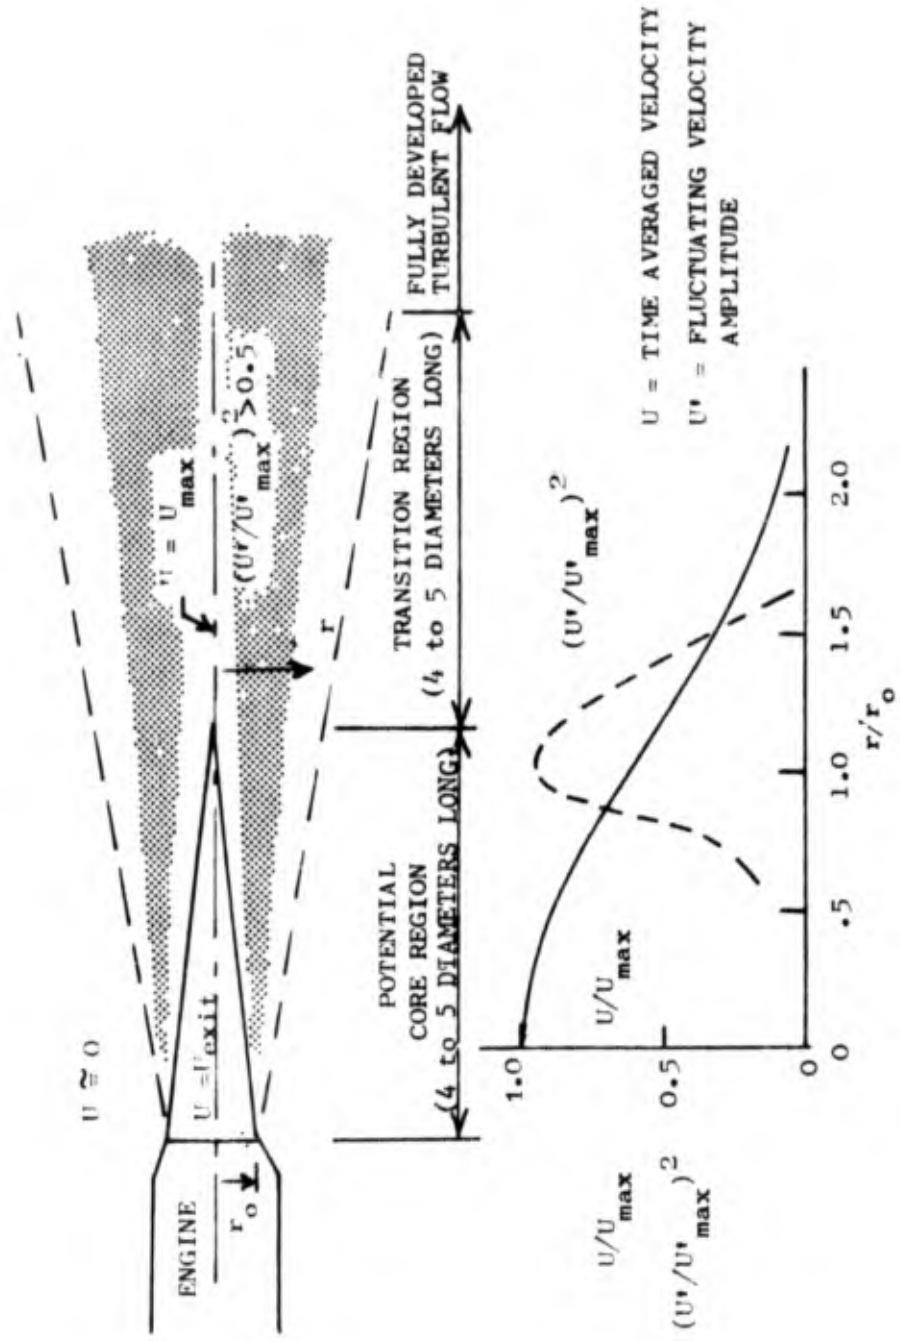 U ≅ O
ENGINE
r_o
U = U_exit
' = U_max
(U'/U'_max)² > 0.5
r
POTENTIAL
CORE REGION
(4 to 5 DIAMETERS LONG)
TRANSITION REGION
(4 to 5 DIAMETERS LONG)
FULLY DEVELOPED
TURBULENT FLOW
U/U_max
(U'/U'_max)²
1.0
0.5
0
U/U_max
(U'/U'_max)²
0
.5
1.0
1.5
2.0
r/r_o
U = TIME AVERAGED VELOCITY
U' = FLUCTUATING VELOCITY
AMPLITUDE